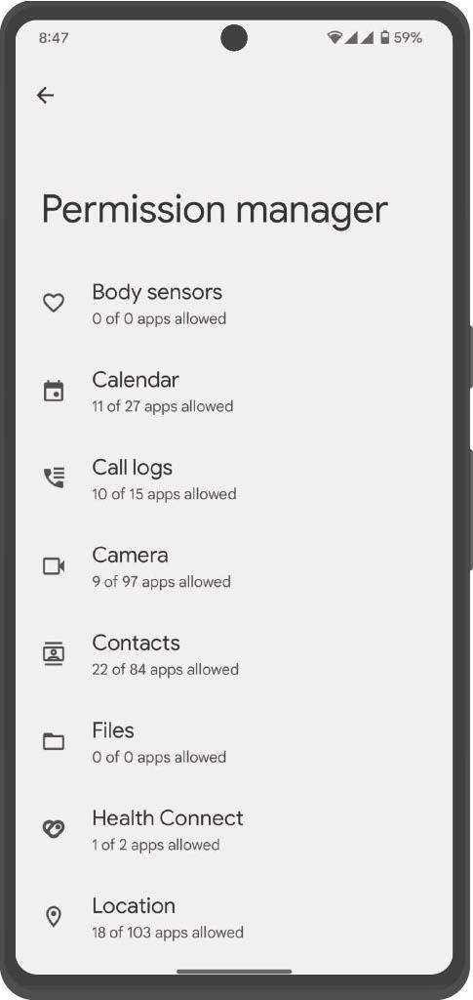 8:47
59%
Permission manager
Body sensors
0 of 0 apps allowed
Calendar
11 of 27 apps allowed
Call logs
10 of 15 apps allowed
Camera
9 of 97 apps allowed
Contacts
22 of 84 apps allowed
Files
0 of 0 apps allowed
Health Connect
1 of 2 apps allowed
Location
18 of 103 apps allowed